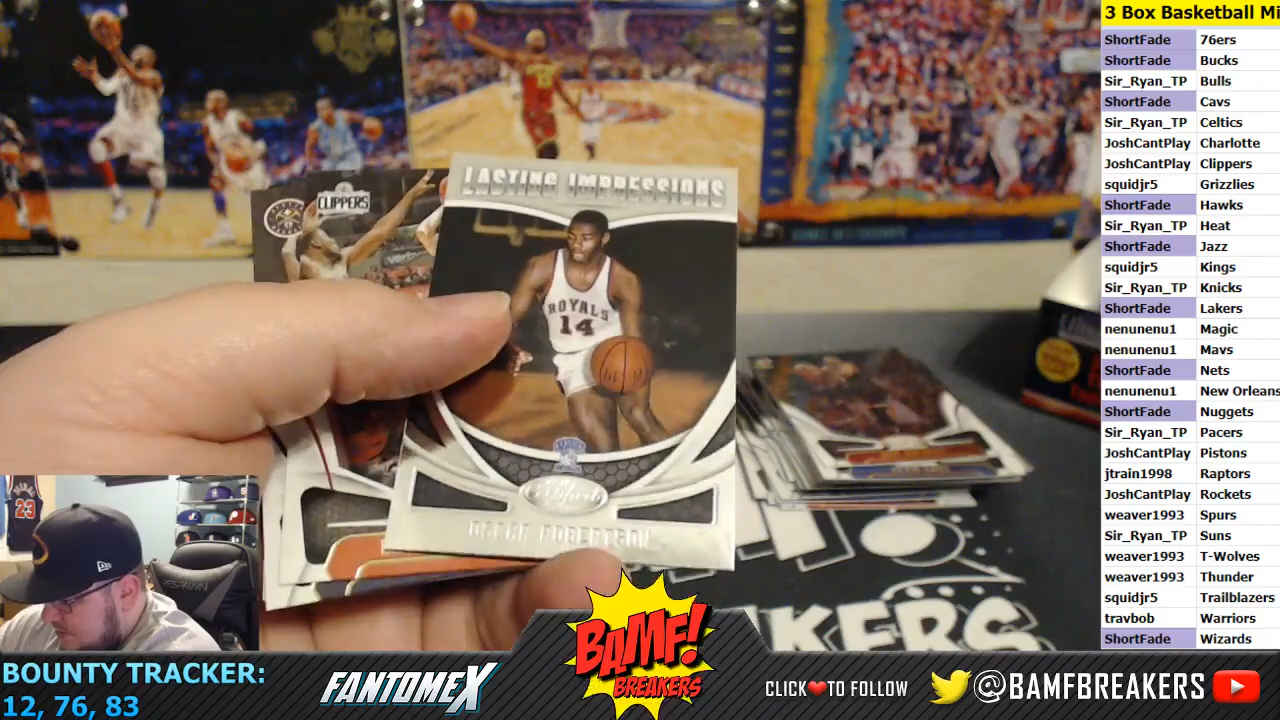 3 Box Basketball Mi
ShortFade 76ers
ShortFade Bucks
Sir_Ryan_TP Bulls
ShortFade Cavs
Sir_Ryan_TP Celtics
JoshCantPlay Charlotte
JoshCantPlay Clippers
squidjr5 Grizzlies
ShortFade Hawks
Sir_Ryan_TP Heat
ShortFade Jazz
squidjr5 Kings
Sir_Ryan_TP Knicks
ShortFade Lakers
nenunenu1 Magic
nenunenu1 Mavs
ShortFade Nets
nenunenu1 New Orleans
ShortFade Nuggets
Sir_Ryan_TP Pacers
JoshCantPlay Pistons
jtrain1998 Raptors
JoshCantPlay Rockets
weaver1993 Spurs
Sir_Ryan_TP Suns
weaver1993 T-Wolves
weaver1993 Thunder
squidjr5 Trailblazers
travbob Warriors
ShortFade Wizards
LASTING IMPRESSIONS
CLIPPERS
ROYALS
14
OSCAR ROBERTSON
23
KERS
BOUNTY TRACKER:
12, 76, 83
FANTOMEX
BAMF!
BREAKERS
CLICK❤TO FOLLOW
@BAMFBREAKERS